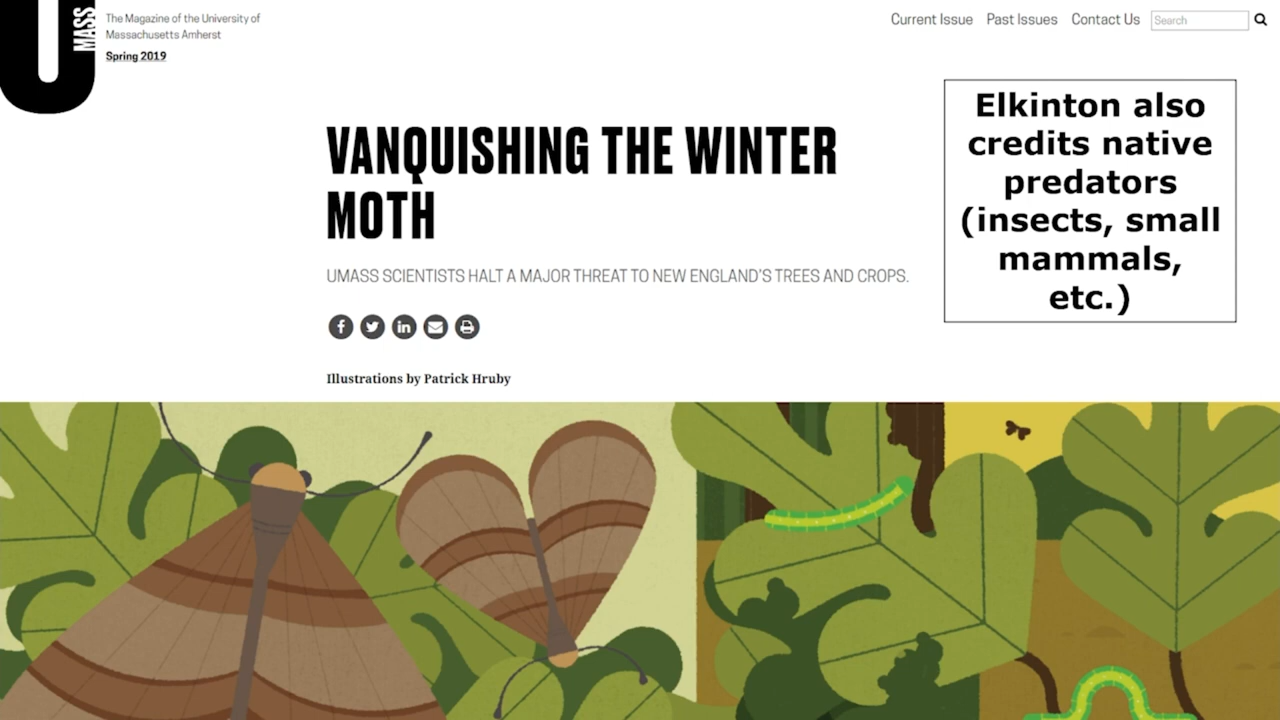 U
MASS
The Magazine of the University of
Massachusetts Amherst
Spring 2019
Current Issue Past Issues Contact Us Search
Elkinton also
credits native
predators
(insects, small
mammals,
etc.)
VANQUISHING THE WINTER
MOTH
UMASS SCIENTISTS HALT A MAJOR THREAT TO NEW ENGLAND'S TREES AND CROPS.
Illustrations by Patrick Hruby